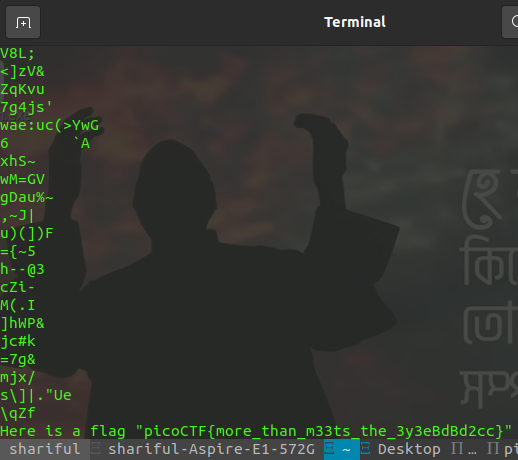 Terminal
V8L;
<]zV&
ZqKvu
7g4js'
wae:uc(>YwG
6       `A
xhS~
wM=GV
gDau%~
,~J|
u)(])F
={~5
h--@3
cZi-
M(.I
]hWP&
jc#k
=7g&
mjx/
s\]|."Ue
\qZf
Here is a flag "picoCTF{more_than_m33ts_the_3y3eBdBd2cc}"
shariful shariful-Aspire-E1-572G ~ Desktop … pi